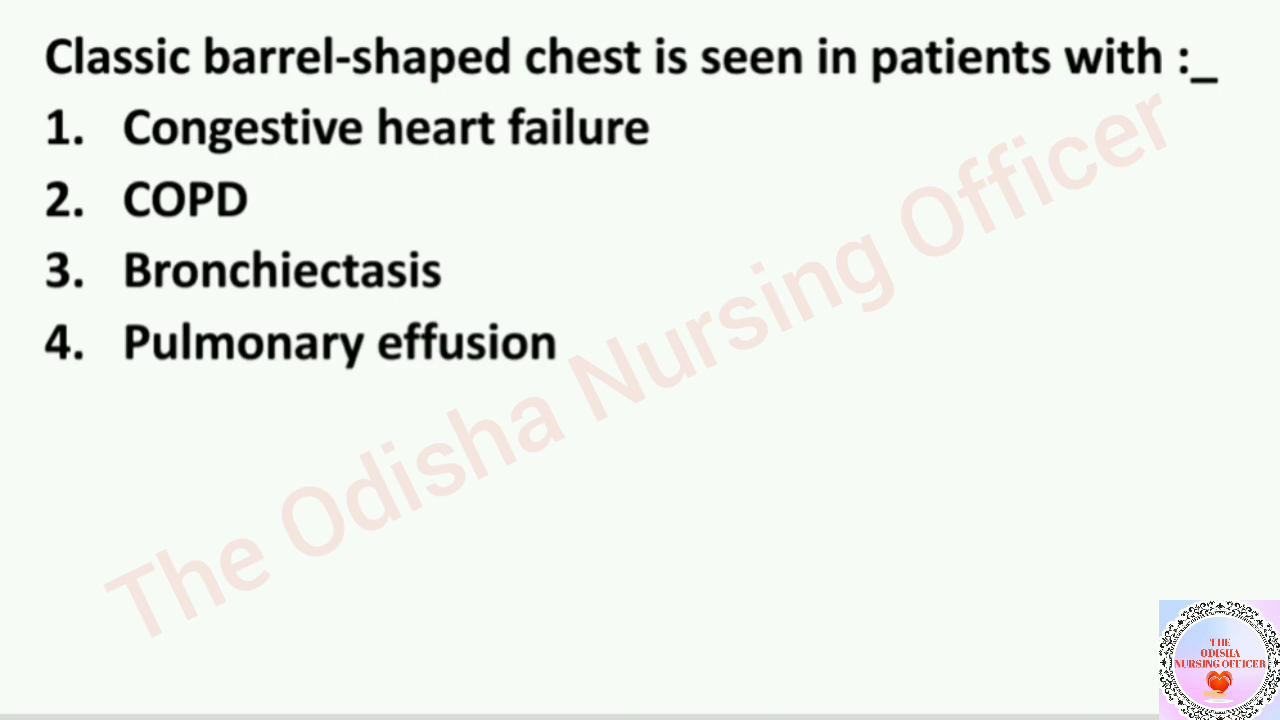 Classic barrel-shaped chest is seen in patients with :_
1. Congestive heart failure
2. COPD
3. Bronchiectasis
4. Pulmonary effusion
The Odisha Nursing Officer
THE
ODISHA
NURSING OFFICER